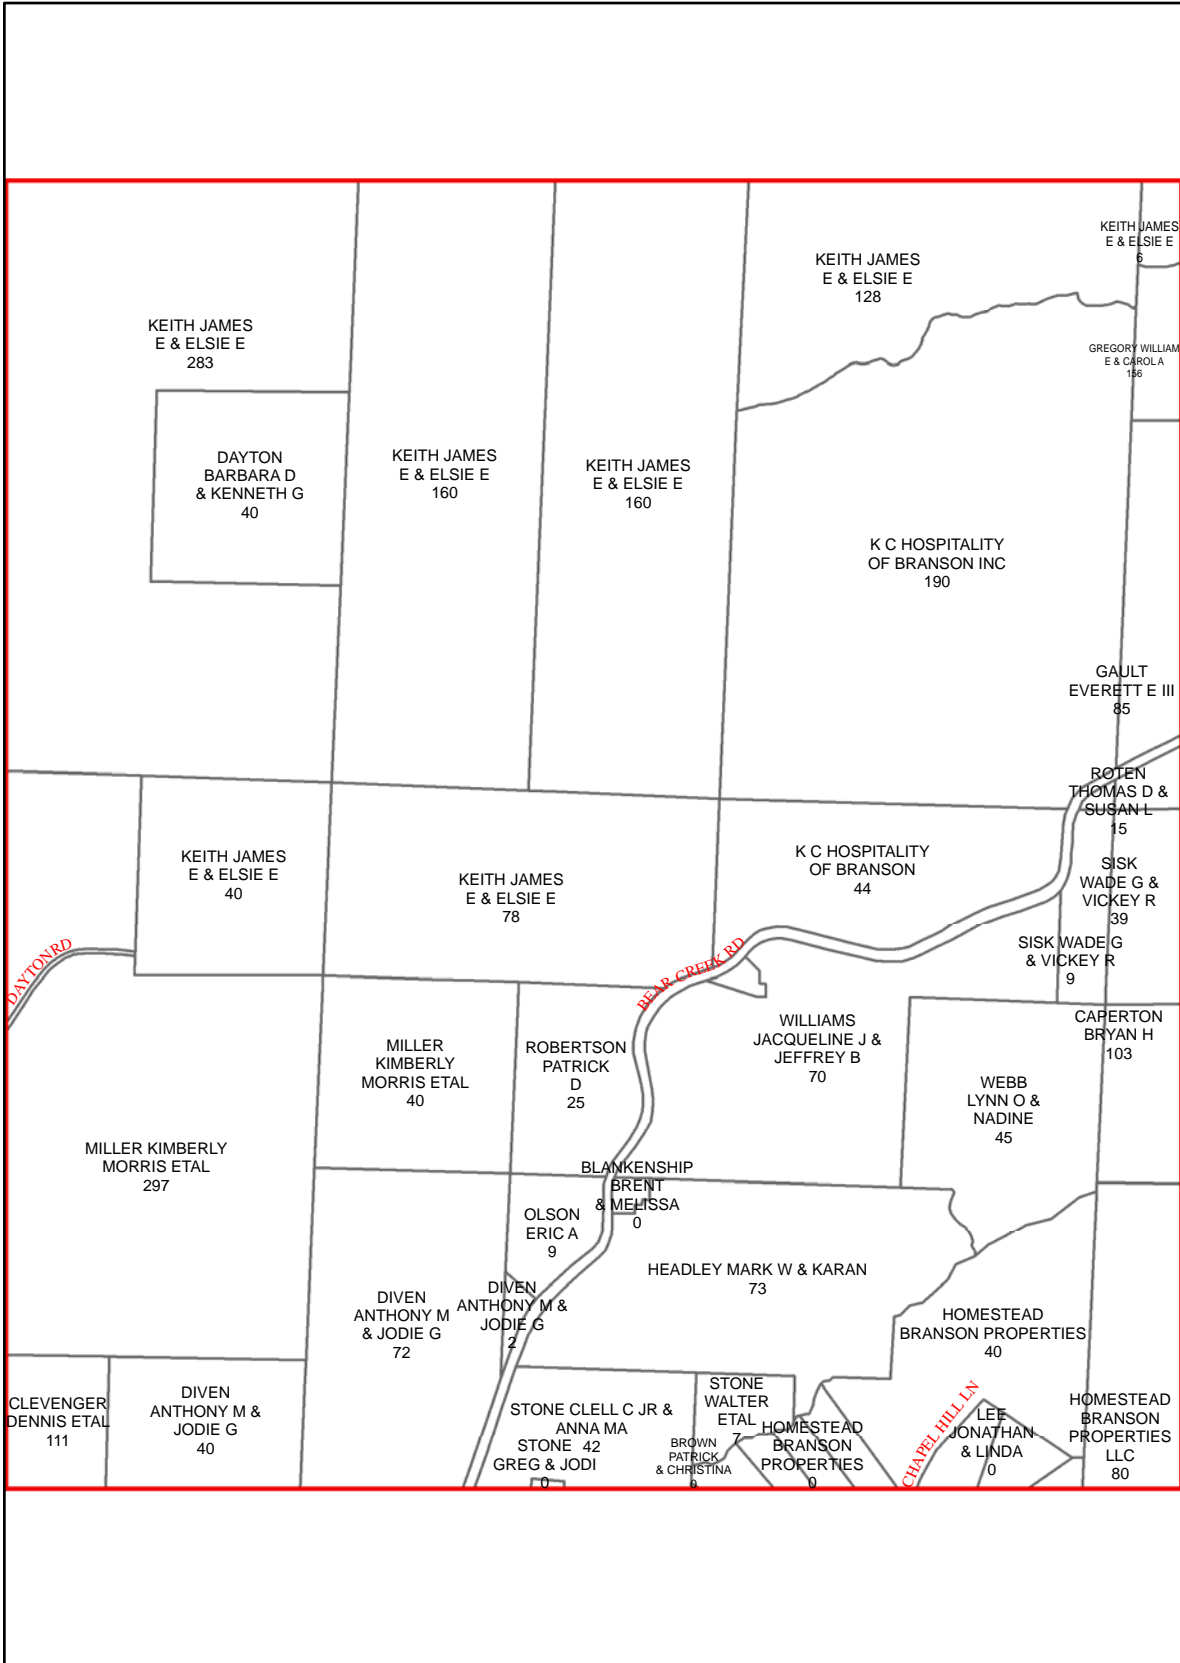 KEITH JAMES
E & ELSIE E
6
KEITH JAMES
E & ELSIE E
128
KEITH JAMES
E & ELSIE E
283
GREGORY WILLIAM
E & CAROL A
156
DAYTON
BARBARA D
& KENNETH G
40
KEITH JAMES
E & ELSIE E
160
KEITH JAMES
E & ELSIE E
160
K C HOSPITALITY
OF BRANSON INC
190
GAULT
EVERETT E III
85
ROTEN
THOMAS D &
SUSAN L
15
KEITH JAMES
E & ELSIE E
40
KEITH JAMES
E & ELSIE E
78
K C HOSPITALITY
OF BRANSON
44
SISK
WADE G &
VICKEY R
39
SISK WADE G
& VICKEY R
9
DAYTON RD
BEAR CREEK RD
CAPERTON
BRYAN H
103
WILLIAMS
JACQUELINE J &
JEFFREY B
70
MILLER
KIMBERLY
MORRIS ETAL
40
ROBERTSON
PATRICK
D
25
WEBB
LYNN O &
NADINE
45
MILLER KIMBERLY
MORRIS ETAL
297
BLANKENSHIP
BRENT
& MELISSA
0
OLSON
ERIC A
9
HEADLEY MARK W & KARAN
73
DIVEN
ANTHONY M
& JODIE G
72
DIVEN
ANTHONY M &
JODIE G
2
HOMESTEAD
BRANSON PROPERTIES
40
CLEVENGER
DENNIS ETAL
111
DIVEN
ANTHONY M &
JODIE G
40
STONE CLELL C JR &
ANNA MA
42
STONE
GREG & JODI
0
STONE
WALTER
ETAL
7
BROWN
PATRICK
& CHRISTINA
0
HOMESTEAD
BRANSON
PROPERTIES
0
CHAPEL HILL LN
LEE
JONATHAN
& LINDA
0
HOMESTEAD
BRANSON
PROPERTIES
LLC
80